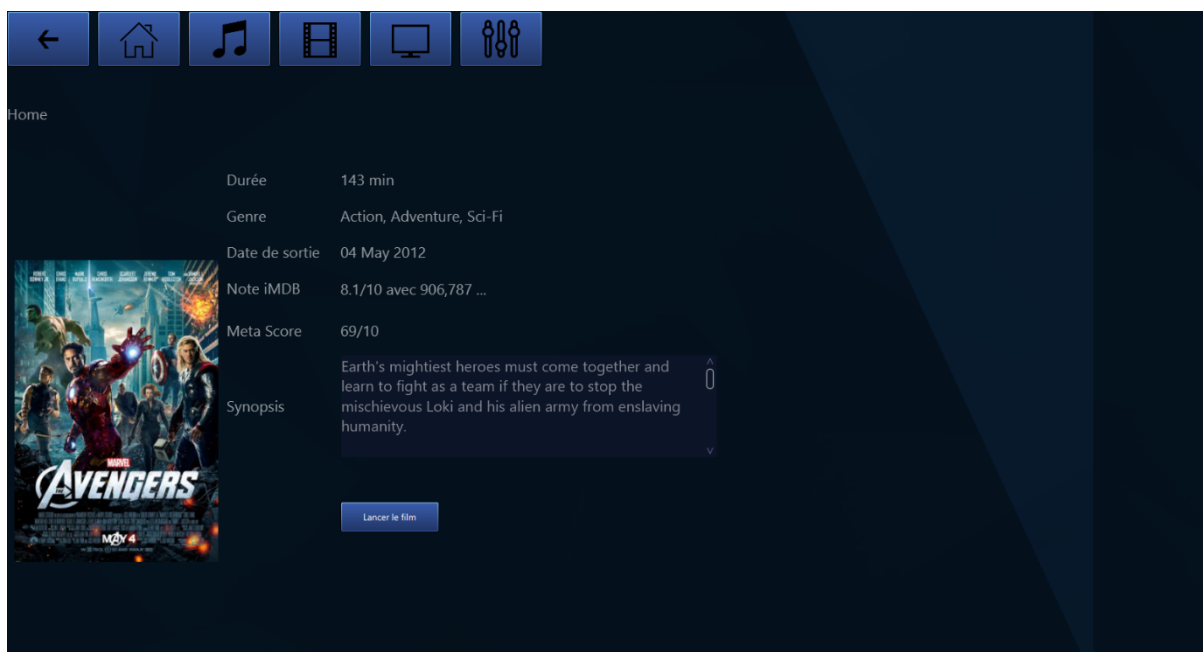 Home
Durée 143 min
Genre Action, Adventure, Sci-Fi
Date de sortie 04 May 2012
Note iMDB 8.1/10 avec 906,787 ...
Meta Score 69/10
Synopsis
Earth's mightiest heroes must come together and
learn to fight as a team if they are to stop the
mischievous Loki and his alien army from enslaving
humanity.
Lancer le film
MARVEL
THE AVENGERS
MAY 4